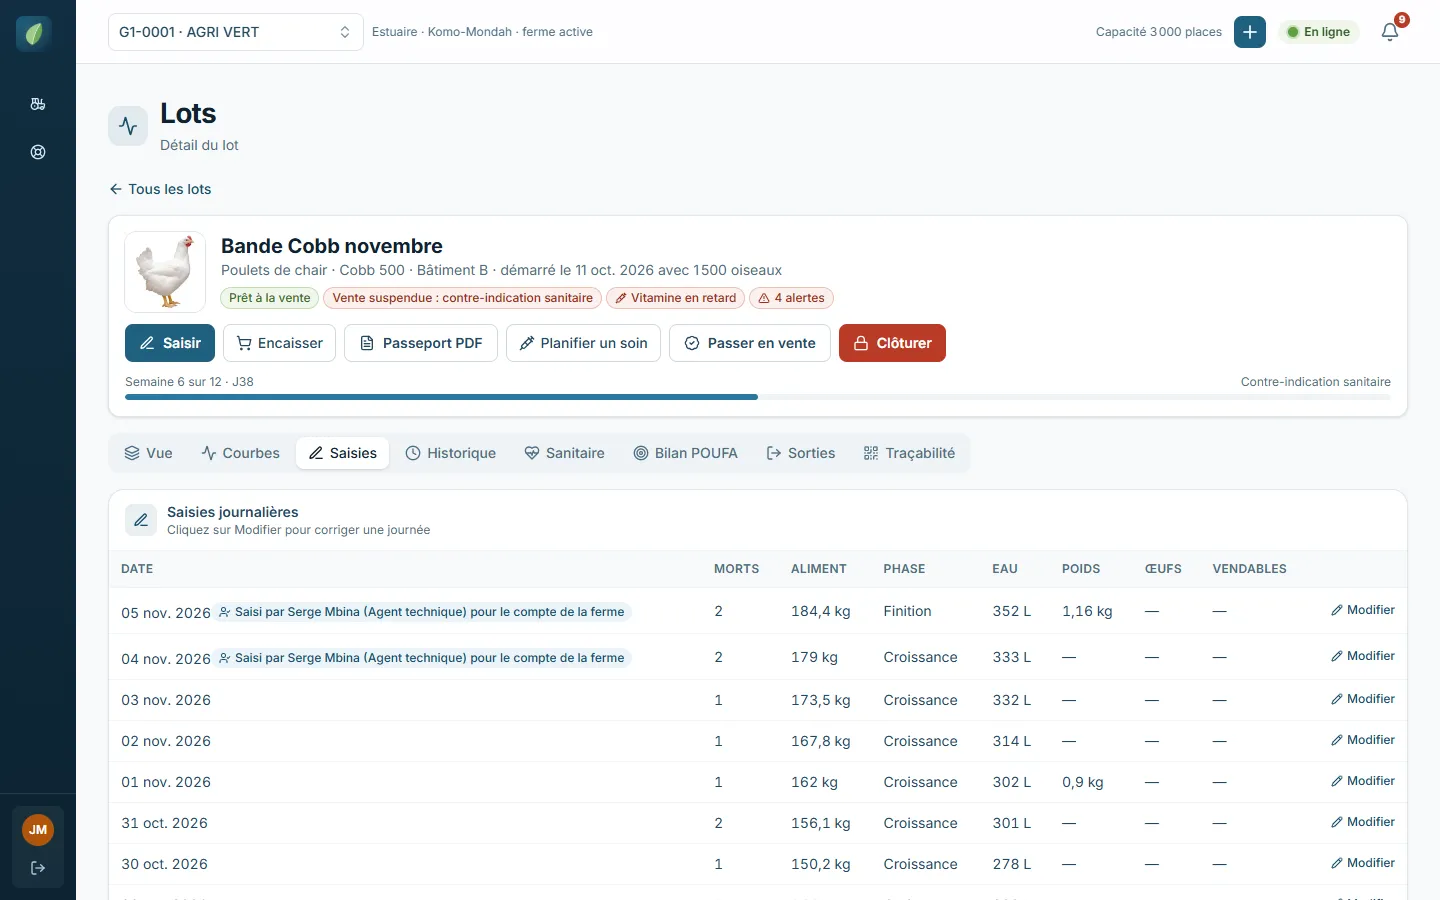 G1-0001 · AGRI VERT
Estuaire · Komo-Mondah · ferme active
Capacité 3 000 places
En ligne
9
Lots
Détail du lot
Tous les lots
Bande Cobb novembre
Poulets de chair · Cobb 500 · Bâtiment B · démarré le 11 oct. 2026 avec 1 500 oiseaux
Prêt à la vente
Vente suspendue : contre-indication sanitaire
Vitamine en retard
4 alertes
Saisir
Encaisser
Passeport PDF
Planifier un soin
Passer en vente
Clôturer
Semaine 6 sur 12 · J38
Contre-indication sanitaire
Vue
Courbes
Saisies
Historique
Sanitaire
Bilan POUFA
Sorties
Traçabilité
Saisies journalières
Cliquez sur Modifier pour corriger une journée
DATE MORTS ALIMENT PHASE EAU POIDS ŒUFS VENDABLES
05 nov. 2026 Saisi par Serge Mbina (Agent technique) pour le compte de la ferme 2 184,4 kg Finition 352 L 1,16 kg — — Modifier
04 nov. 2026 Saisi par Serge Mbina (Agent technique) pour le compte de la ferme 2 179 kg Croissance 333 L — — — Modifier
03 nov. 2026 1 173,5 kg Croissance 332 L — — — Modifier
02 nov. 2026 1 167,8 kg Croissance 314 L — — — Modifier
01 nov. 2026 1 162 kg Croissance 302 L 0,9 kg — — Modifier
31 oct. 2026 2 156,1 kg Croissance 301 L — — — Modifier
30 oct. 2026 1 150,2 kg Croissance 278 L — — — Modifier
JM